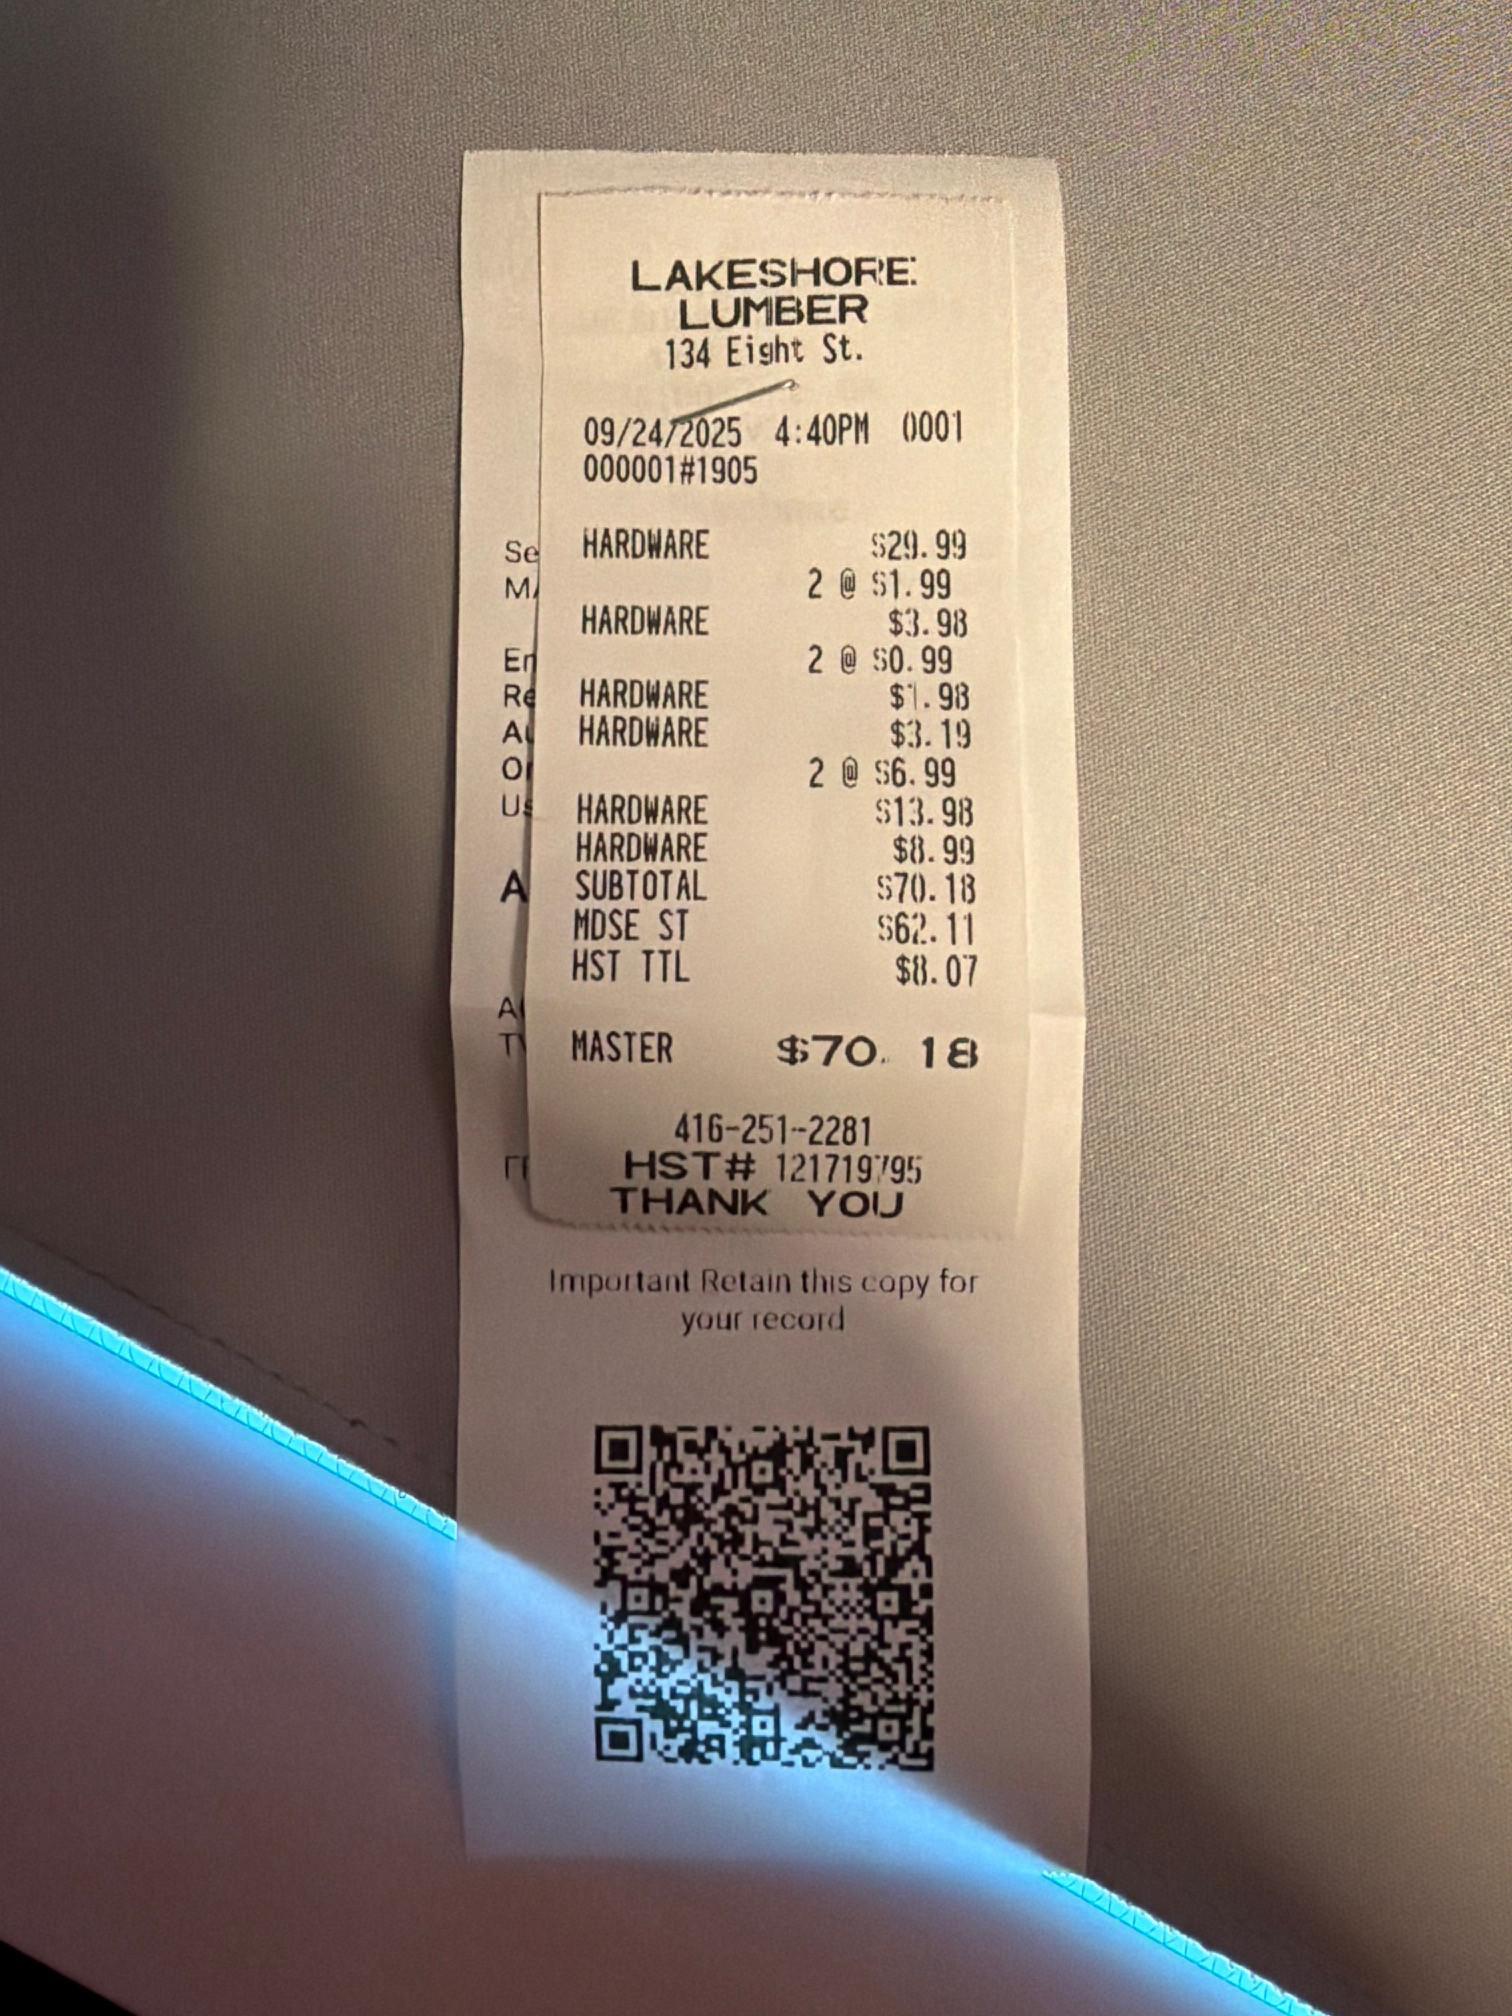 LAKESHORE
LUMBER
134 Eight St.
09/24/2025 4:40PM 0001
000001#1905
HARDWARE $29.99
2 @ $1.99
HARDWARE $3.98
2 @ $0.99
HARDWARE $1.98
HARDWARE $3.19
2 @ $6.99
HARDWARE $13.98
HARDWARE $8.99
SUBTOTAL $70.18
MDSE ST $62.11
HST TTL $8.07
MASTER $70.18
416-251-2281
HST# 121719795
THANK YOU
Important Retain this copy for
your record